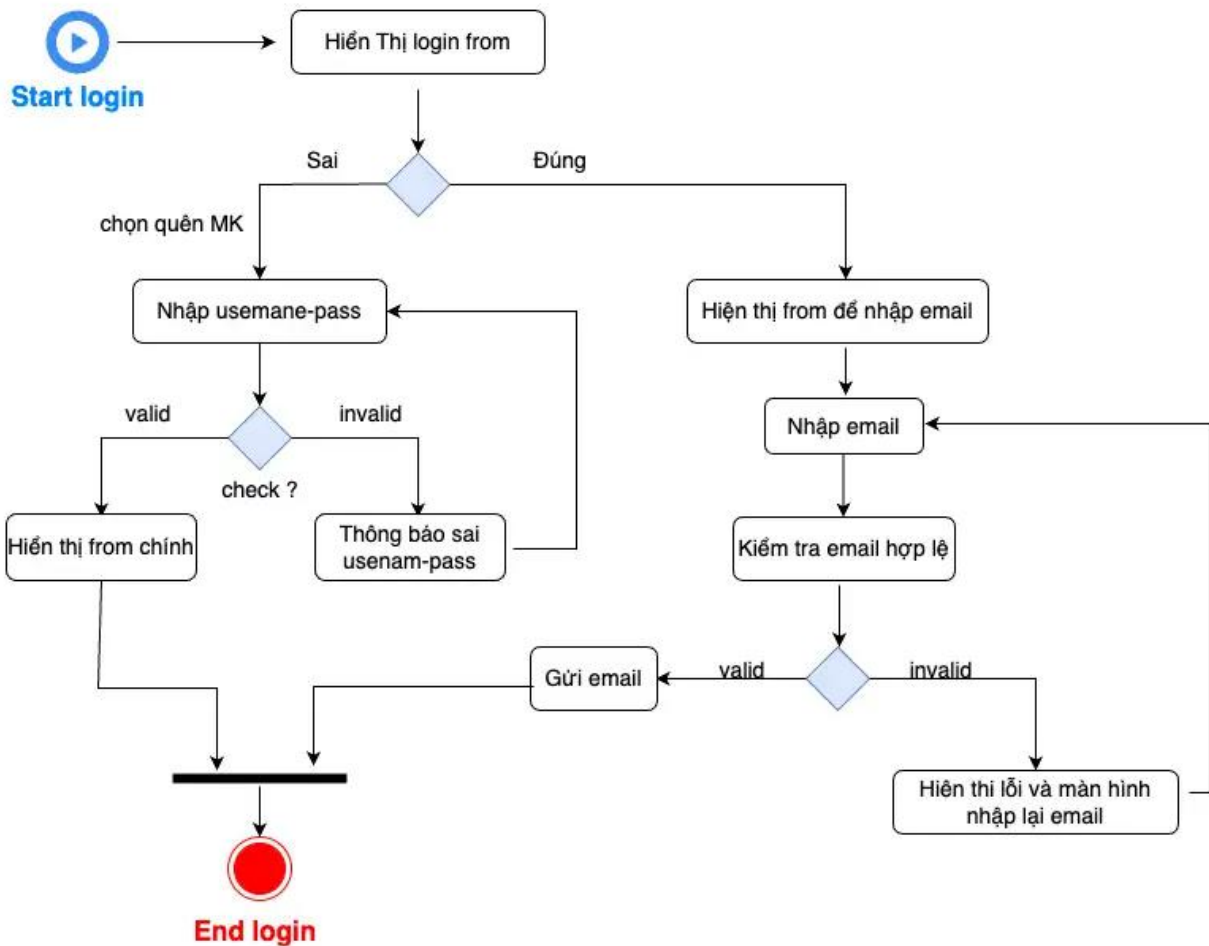 Hiển Thị login from
Start login
Sai
Đúng
chọn quên MK
Nhập usemane-pass
Hiện thị from để nhập email
valid
invalid
Nhập email
check ?
Hiển thị from chính
Thông báo sai
usenam-pass
Kiểm tra email hợp lệ
Gửi email
valid
invalid
Hiên thi lỗi và màn hình
nhập lại email
End login